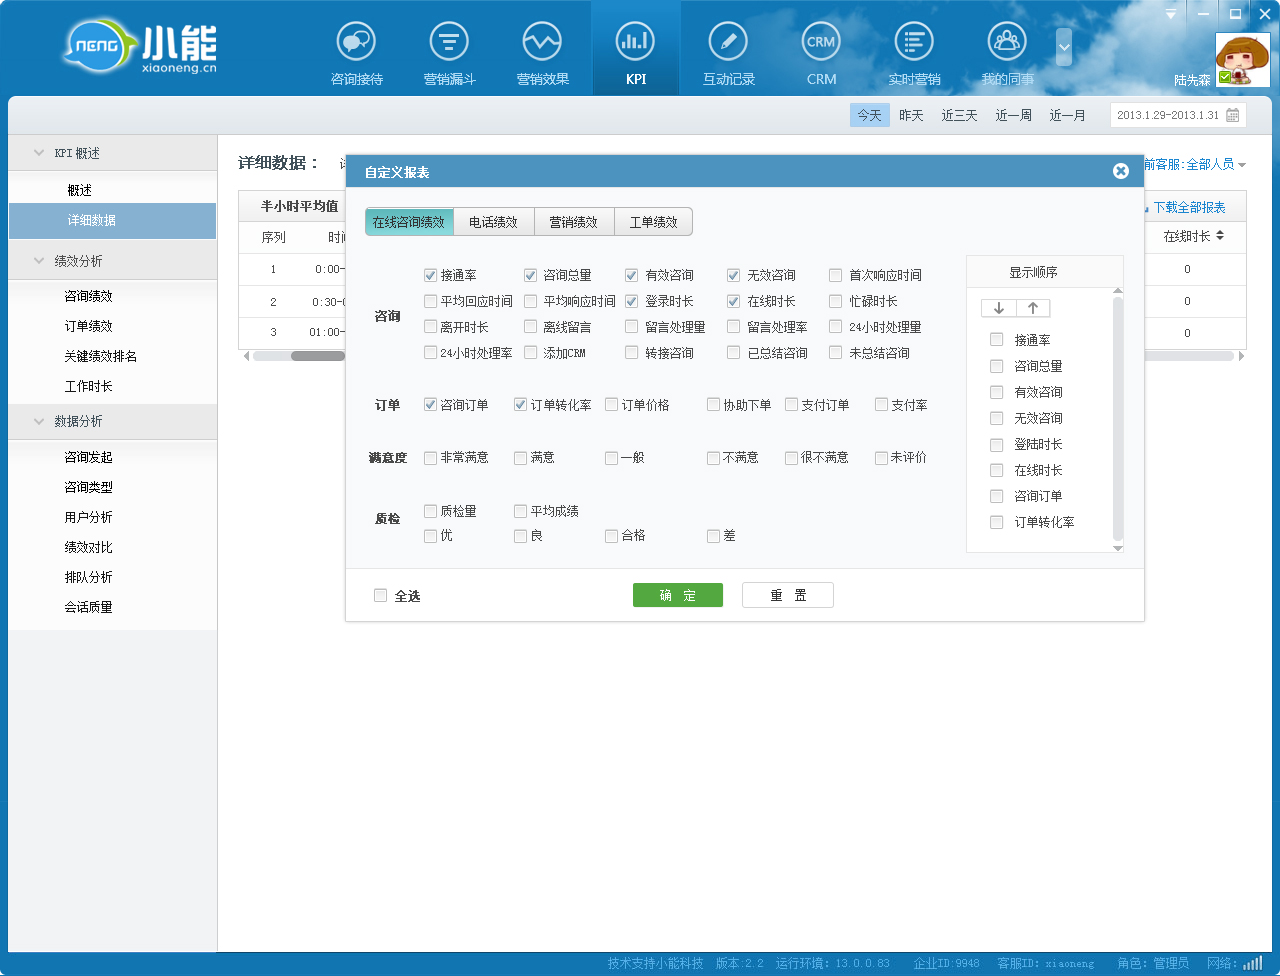 NENG 小能
xiaoneng.cn
咨询接待 营销漏斗 营销效果 KPI 互动记录 CRM CRM 实时营销 我的同事
陆先森
今天 昨天 近三天 近一周 近一月 2013.1.29-2013.1.31
KPI 概述
概述
详细数据
绩效分析
咨询绩效
订单绩效
关键绩效排名
工作时长
数据分析
咨询发起
咨询类型
用户分析
绩效对比
排队分析
会话质量
详细数据：
前客服:全部人员
半小时平均值
下载全部报表
序列 时间 在线时长
1 0:00- 0
2 0:30- 0
3 01:00- 0
自定义报表
在线咨询绩效 电话绩效 营销绩效 工单绩效
咨询
接通率 咨询总量 有效咨询 无效咨询 首次响应时间
平均回应时间 平均响应时间 登录时长 在线时长 忙碌时长
离开时长 离线留言 留言处理量 留言处理率 24小时处理量
24小时处理率 添加CRM 转接咨询 已总结咨询 未总结咨询
订单 咨询订单 订单转化率 订单价格 协助下单 支付订单 支付率
满意度 非常满意 满意 一般 不满意 很不满意 未评价
质检
质检量 平均成绩
优 良 合格 差
显示顺序
接通率
咨询总量
有效咨询
无效咨询
登陆时长
在线时长
咨询订单
订单转化率
全选 确 定 重 置
技术支持小能科技 版本:2.2 运行环境：13.0.0.83 企业ID:9948 客服ID：xiaoneng 角色：管理员 网络：